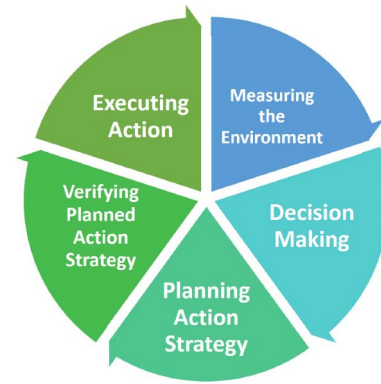 Measuring
the
Environment
Decision
Making
Planning
Action
Strategy
Verifying
Planned
Action
Strategy
Executing
Action